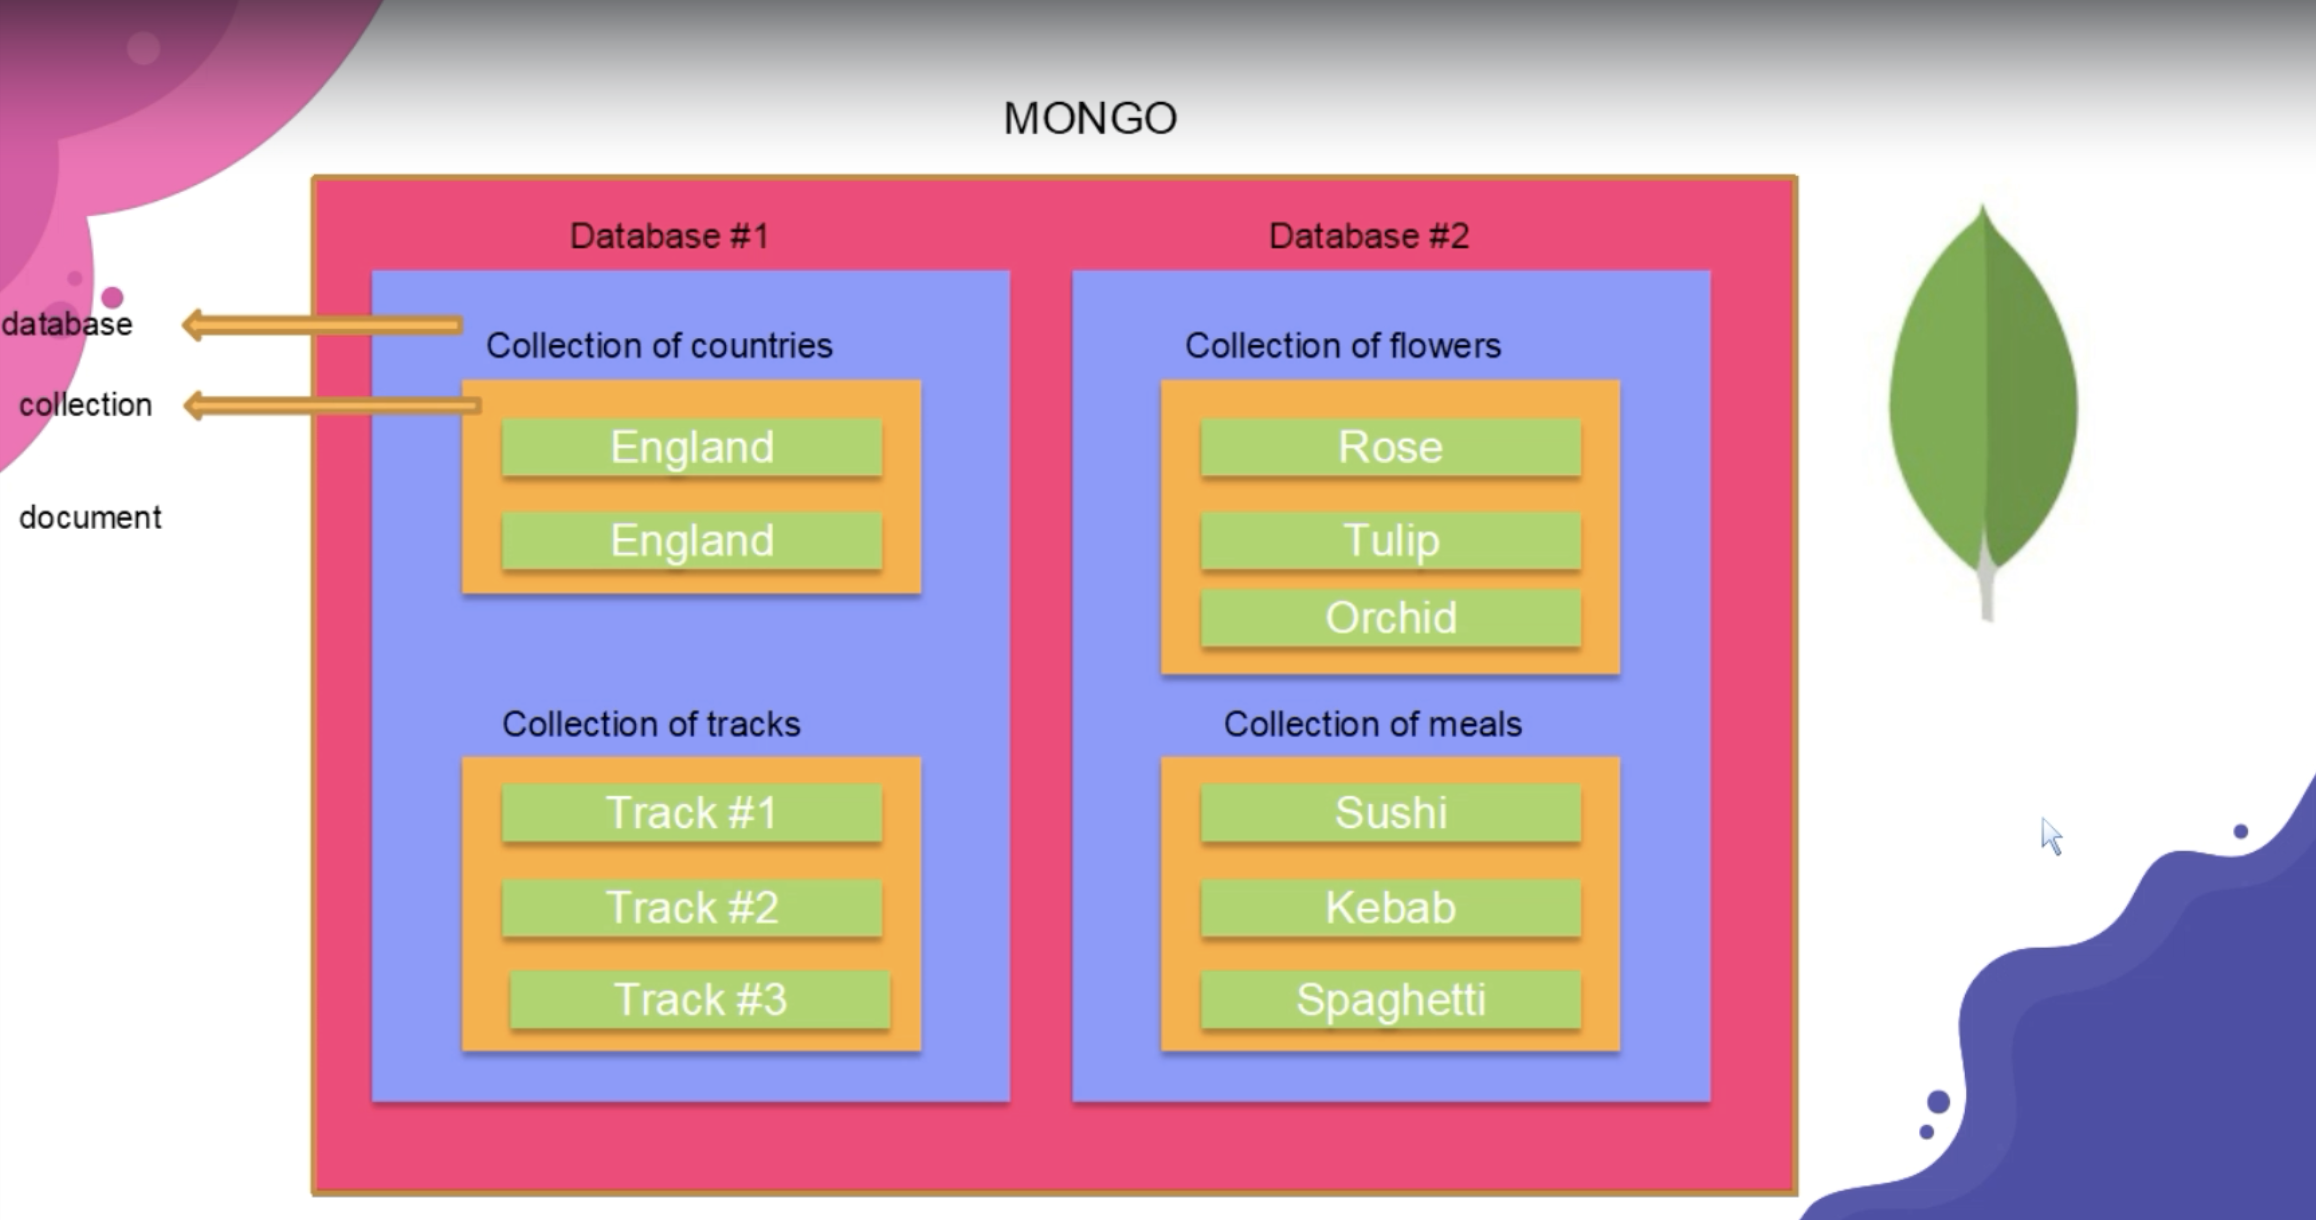 MONGO
Database #1
Database #2
database
collection
document
Collection of countries
England
England
Collection of tracks
Track #1
Track #2
Track #3
Collection of flowers
Rose
Tulip
Orchid
Collection of meals
Sushi
Kebab
Spaghetti